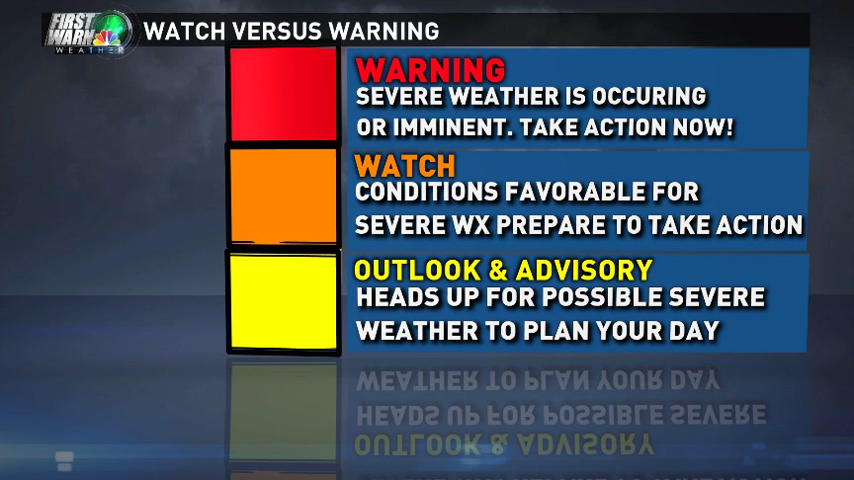 FIRST
WARN
WEATHER
WATCH VERSUS WARNING
WARNING
SEVERE WEATHER IS OCCURING
OR IMMINENT. TAKE ACTION NOW!
WATCH
CONDITIONS FAVORABLE FOR
SEVERE WX PREPARE TO TAKE ACTION
OUTLOOK & ADVISORY
HEADS UP FOR POSSIBLE SEVERE
WEATHER TO PLAN YOUR DAY